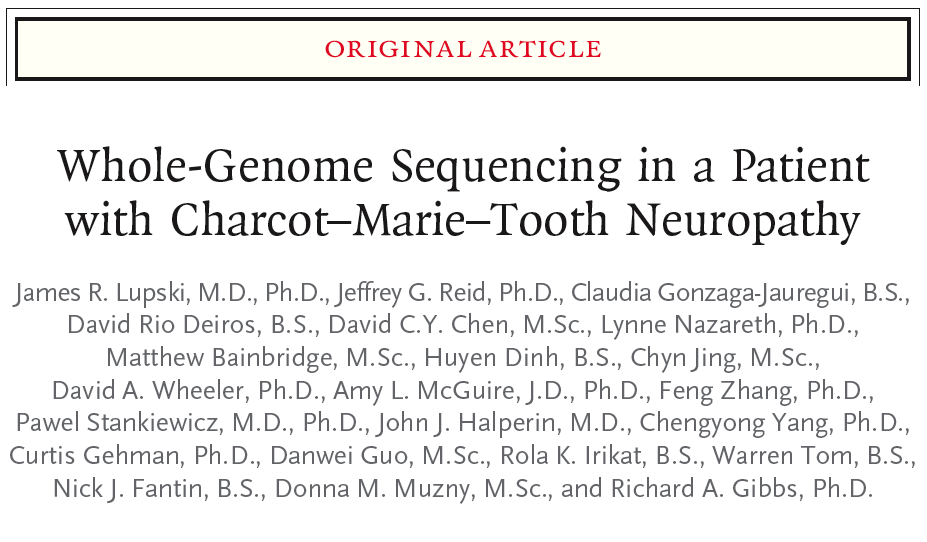 ORIGINAL ARTICLE
Whole-Genome Sequencing in a Patient
with Charcot–Marie–Tooth Neuropathy
James R. Lupski, M.D., Ph.D., Jeffrey G. Reid, Ph.D., Claudia Gonzaga-Jauregui, B.S.,
David Rio Deiros, B.S., David C.Y. Chen, M.Sc., Lynne Nazareth, Ph.D.,
Matthew Bainbridge, M.Sc., Huyen Dinh, B.S., Chyn Jing, M.Sc.,
David A. Wheeler, Ph.D., Amy L. McGuire, J.D., Ph.D., Feng Zhang, Ph.D.,
Pawel Stankiewicz, M.D., Ph.D., John J. Halperin, M.D., Chengyong Yang, Ph.D.,
Curtis Gehman, Ph.D., Danwei Guo, M.Sc., Rola K. Irikat, B.S., Warren Tom, B.S.,
Nick J. Fantin, B.S., Donna M. Muzny, M.Sc., and Richard A. Gibbs, Ph.D.